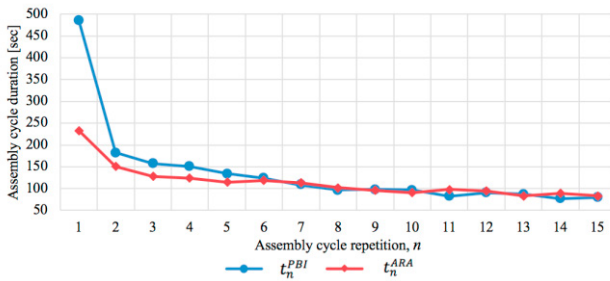 Assembly cycle duration [sec]
500
450
400
350
300
250
200
150
100
50
1 2 3 4 5 6 7 8 9 10 11 12 13 14 15
Assembly cycle repetition, n
t_n^{PBI} t_n^{ARA}